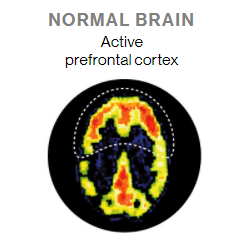 NORMAL BRAIN
Active
prefrontal cortex